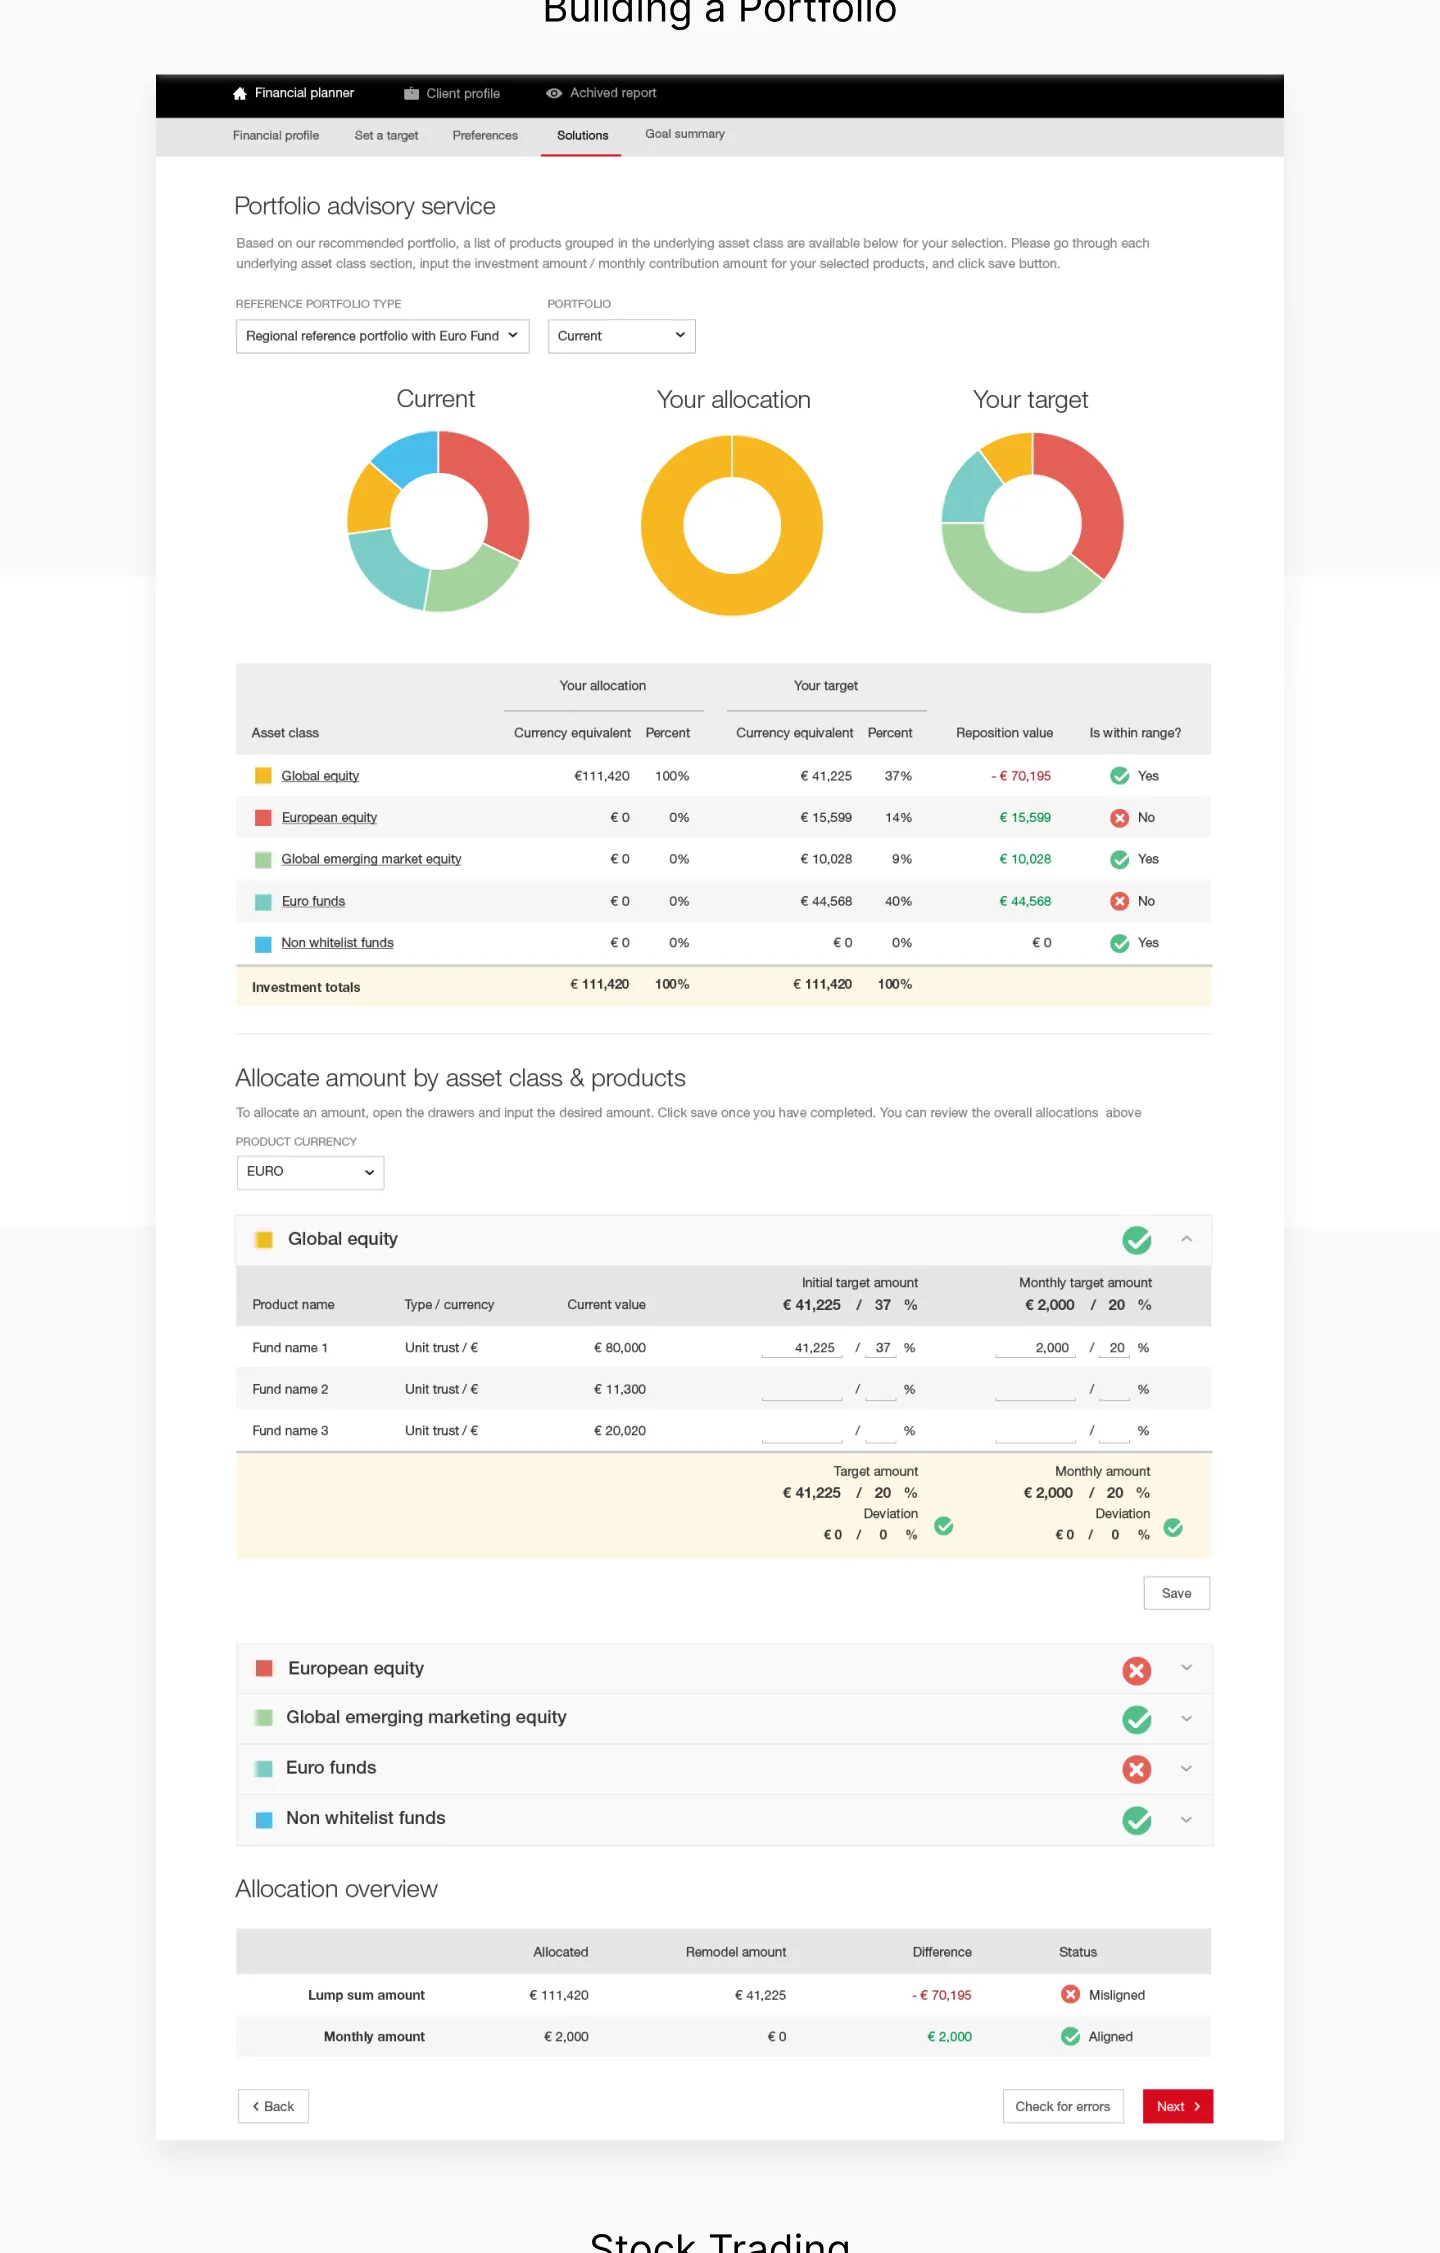 Building a Portfolio
Financial planner Client profile Achived report
Financial profile Set a target Preferences Solutions Goal summary
Portfolio advisory service
Based on our recommended portfolio, a list of products grouped in the underlying asset class are available below for your selection. Please go through each
underlying asset class section, input the investment amount / monthly contribution amount for your selected products, and click save button.
REFERENCE PORTFOLIO TYPE PORTFOLIO
Regional reference portfolio with Euro Fund Current
Current Your allocation Your target
Your allocation Your target
Asset class Currency equivalent Percent Currency equivalent Percent Reposition value Is within range?
Global equity €111,420 100% € 41,225 37% - € 70,195 Yes
European equity € 0 0% € 15,599 14% € 15,599 No
Global emerging market equity € 0 0% € 10,028 9% € 10,028 Yes
Euro funds € 0 0% € 44,568 40% € 44,568 No
Non whitelist funds € 0 0% € 0 0% € 0 Yes
Investment totals € 111,420 100% € 111,420 100%
Allocate amount by asset class & products
To allocate an amount, open the drawers and input the desired amount. Click save once you have completed. You can review the overall allocations above
PRODUCT CURRENCY
EURO
Global equity
Initial target amount Monthly target amount
Product name Type / currency Current value € 41,225 / 37 % € 2,000 / 20 %
Fund name 1 Unit trust / € € 80,000 41,225 / 37 % 2,000 / 20 %
Fund name 2 Unit trust / € € 11,300 / % / %
Fund name 3 Unit trust / € € 20,020 / % / %
Target amount Monthly amount
€ 41,225 / 20 % € 2,000 / 20 %
Deviation Deviation
€ 0 / 0 % € 0 / 0 %
Save
European equity
Global emerging marketing equity
Euro funds
Non whitelist funds
Allocation overview
Allocated Remodel amount Difference Status
Lump sum amount € 111,420 € 41,225 - € 70,195 Misligned
Monthly amount € 2,000 € 0 € 2,000 Aligned
Back Check for errors Next
Stock Trading